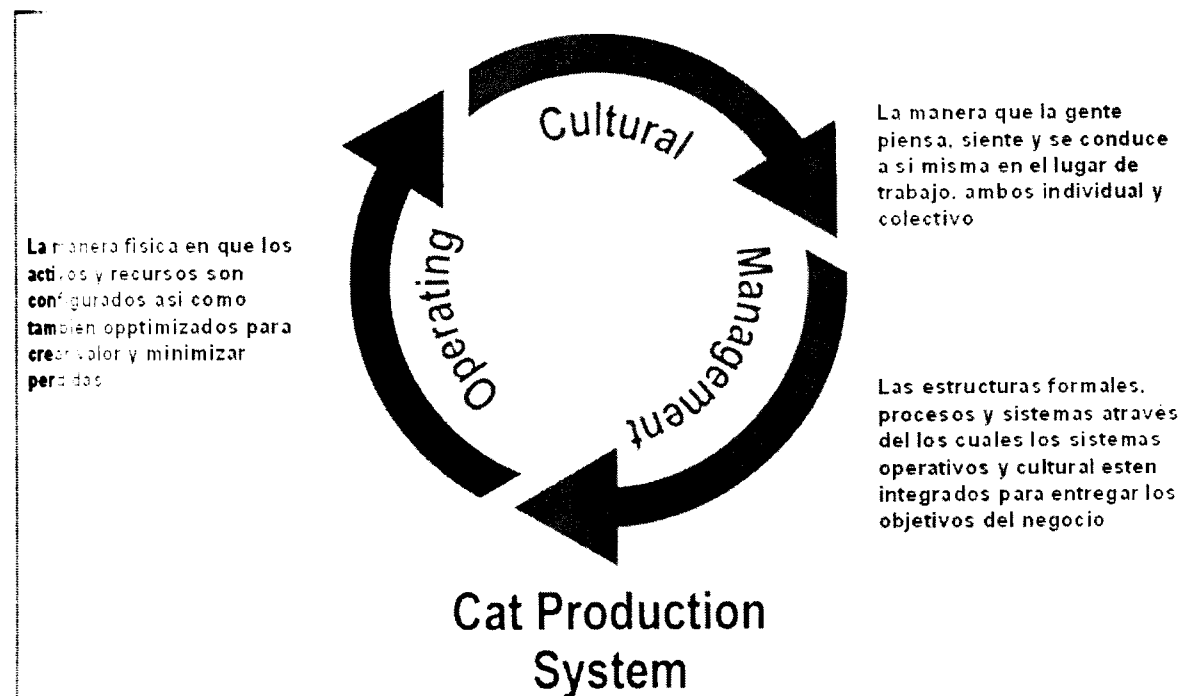 Cultural
La manera que la gente
piensa, siente y se conduce
a si misma en el lugar de
trabajo. ambos individual y
colectivo
La manera fisica en que los
activos y recursos son
configurados asi como
tambien opptimizados para
crear valor y minimizar
perdidas
Operating
Management
Las estructuras formales.
procesos y sistemas através
del los cuales los sistemas
operativos y cultural esten
integrados para entregar los
objetivos del negocio
Cat Production
System